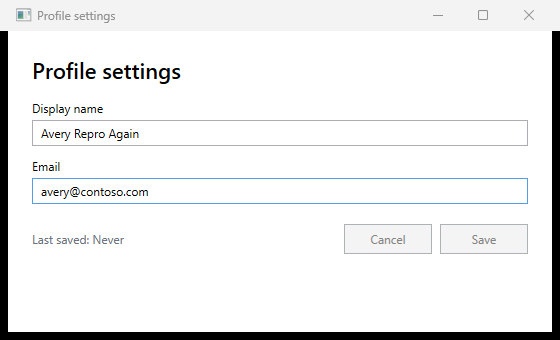 Profile settings
Profile settings
Display name
Avery Repro Again
Email
avery@contoso.com
Last saved: Never
Cancel
Save